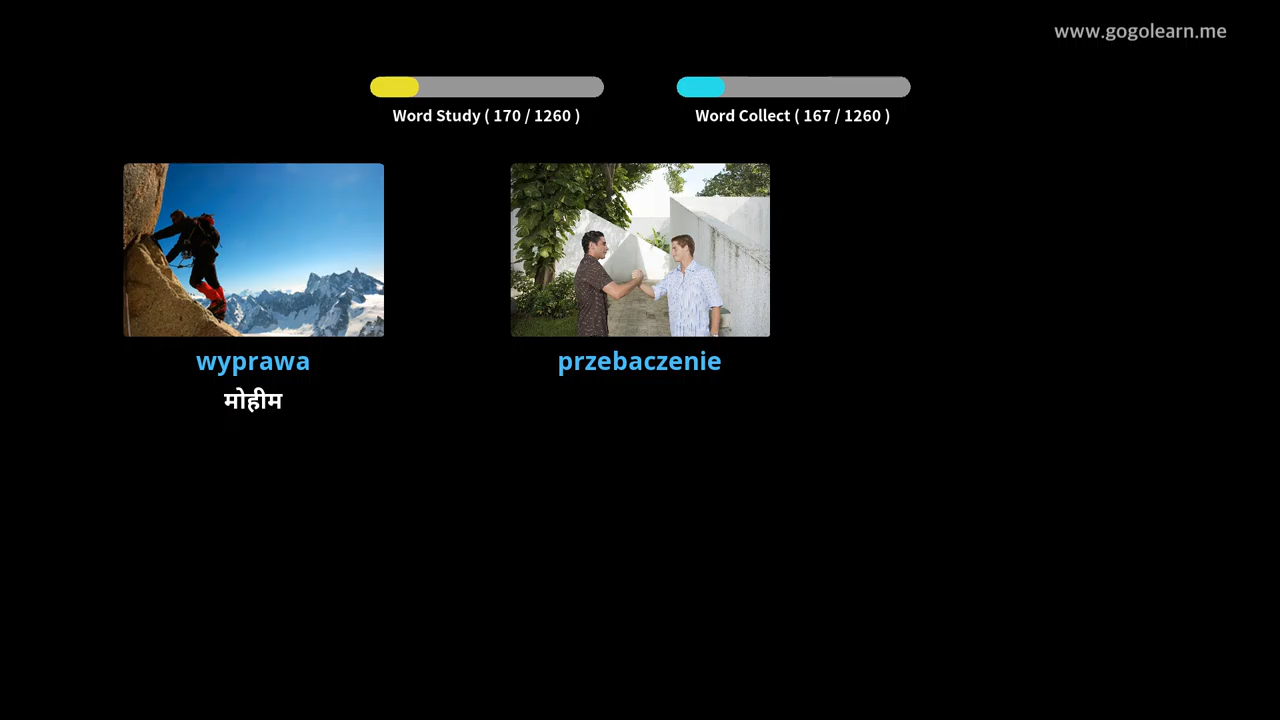 www.gogolearn.me
Word Study ( 170 / 1260 )
Word Collect ( 167 / 1260 )
wyprawa
मोहीम
przebaczenie